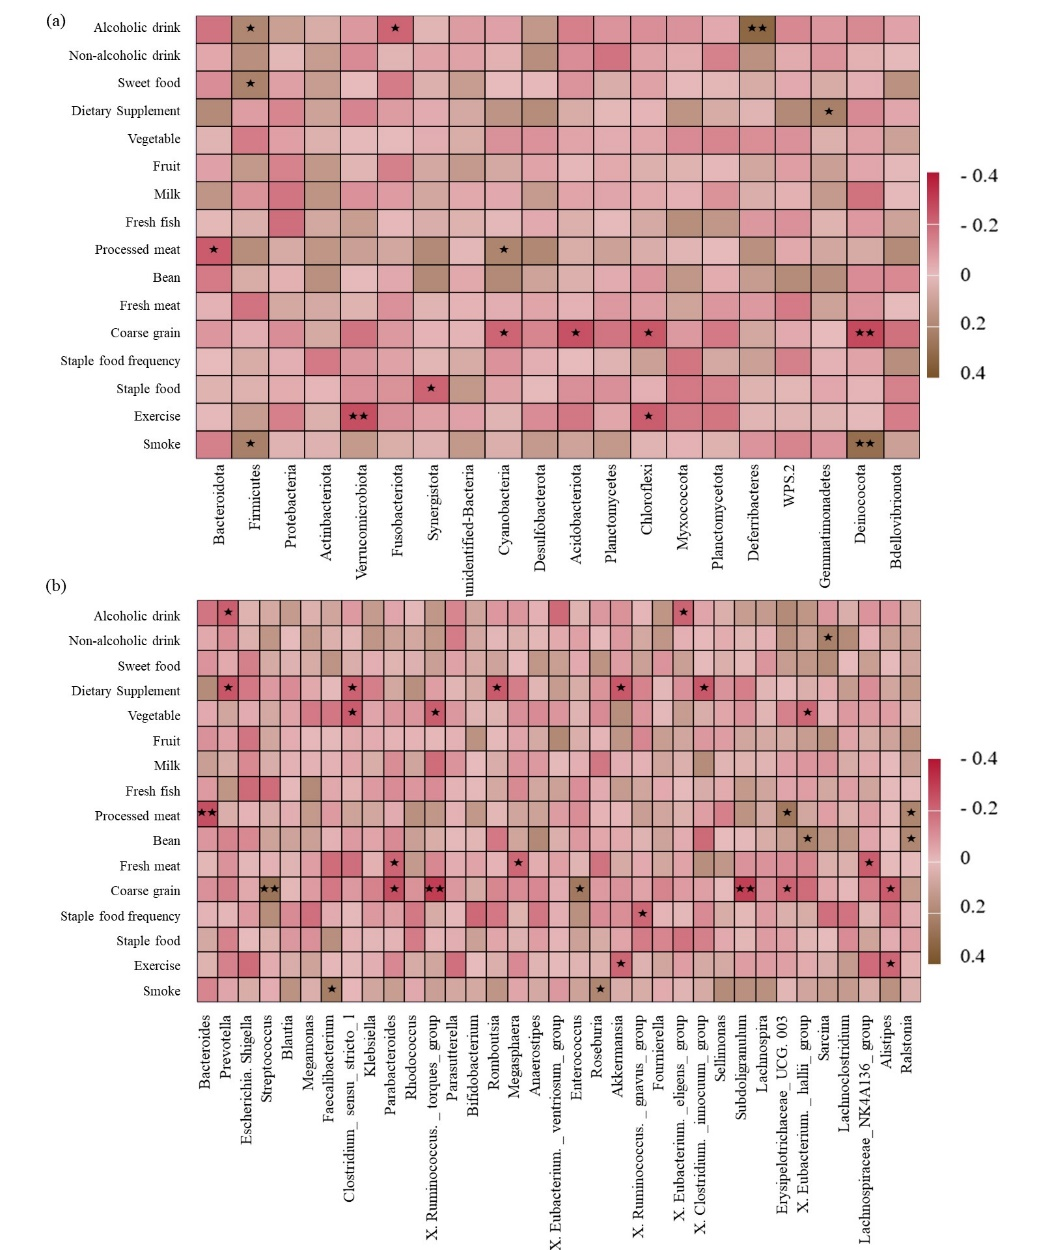 (a)
Alcoholic drink
Non-alcoholic drink
Sweet food
Dietary Supplement
Vegetable
Fruit
Milk
Fresh fish
Processed meat
Bean
Fresh meat
Coarse grain
Staple food frequency
Staple food
Exercise
Smoke
- 0.4
- 0.2
0
0.2
0.4
Bacteroidota
Firmicutes
Protebacteria
Actinbacteriota
Verrucomicrobiota
Fusobacteriota
Synergistota
unidentified-Bacteria
Cyanobacteria
Desulfobacterota
Acidobacteriota
Planctomycetes
Chloroflexi
Myxococcota
Planctomycetota
Deferribacteres
WPS.2
Gemmatimonadetes
Deinococota
Bdellovibrionota
(b)
Alcoholic drink
Non-alcoholic drink
Sweet food
Dietary Supplement
Vegetable
Fruit
Milk
Fresh fish
Processed meat
Bean
Fresh meat
Coarse grain
Staple food frequency
Staple food
Exercise
Smoke
- 0.4
- 0.2
0
0.2
0.4
Bacteroides
Prevotella
Escherichia. Shigella
Streptococcus
Blautia
Megamonas
Faecalibacterium
Clostridium_ sensu_ stricto_ 1
Klebsiella
Parabacteroides
Rhodococcus
X. Ruminococcus. _ torques_ group
Parasutterella
Bifidobacterium
Romboutsia
Megasphaera
Anaerostipes
X. Eubacterium. _ ventriosum_ group
Enterococcus
Roseburia
Akkermansia
X. Ruminococcus. _ gnavus_ group
Fournierella
X. Eubacterium. _ eligens_ group
X. Clostridium. _ innocuum_ group
Sellimonas
Subdoligranulum
Lachnospira
Erysipelotrichaceae_ UCG. 003
X. Eubacterium. _ hallii_ group
Sarcina
Lachnoclostridium
Lachnospiraceae_ NK4A136_ group
Alistipes
Ralstonia